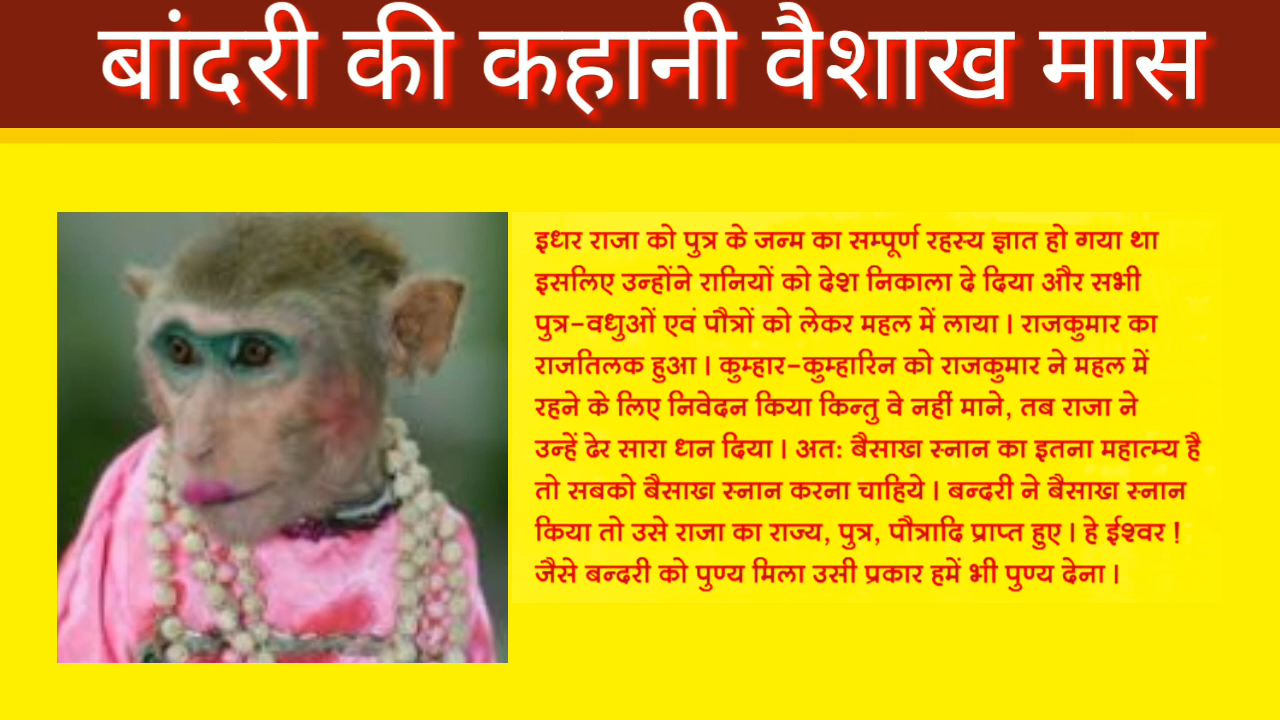 बांदरी की कहानी वैशाख मास
इधर राजा को पुत्र के जन्म का सम्पूर्ण रहस्य ज्ञात हो गया था
इसलिए उन्होंने रानियों को देश निकाला दे दिया और सभी
पुत्र-वधुओं एवं पौत्रों को लेकर महल में लाया । राजकुमार का
राजतिलक हुआ । कुम्हार-कुम्हारिन को राजकुमार ने महल में
रहने के लिए निवेदन किया किन्तु वे नहीं माने, तब राजा ने
उन्हें ढेर सारा धन दिया । अत: बैसाख स्नान का इतना महात्म्य है
तो सबको बैसाख स्नान करना चाहिये । बन्दरी ने बैसाख स्नान
किया तो उसे राजा का राज्य, पुत्र, पौत्रादि प्राप्त हुए । हे ईश्वर !
जैसे बन्दरी को पुण्य मिला उसी प्रकार हमें भी पुण्य देना ।